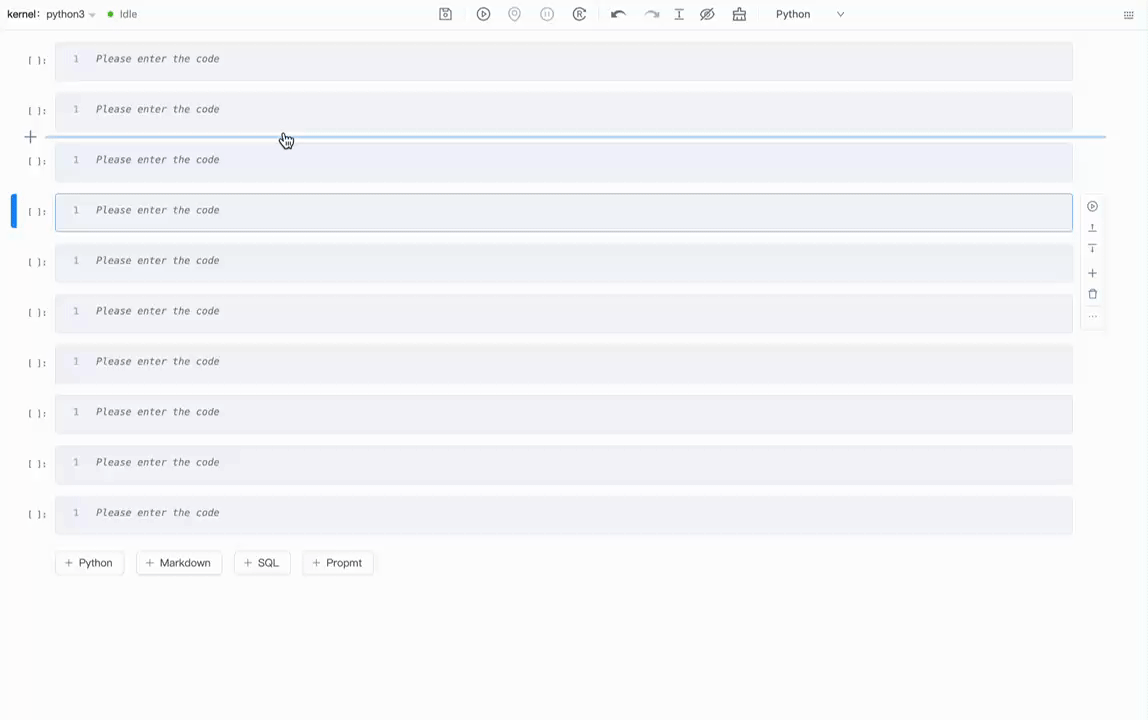 kernel: python3 Idle Python
[ ]: 1 Please enter the code
[ ]: 1 Please enter the code
[ ]: 1 Please enter the code
[ ]: 1 Please enter the code
[ ]: 1 Please enter the code
[ ]: 1 Please enter the code
[ ]: 1 Please enter the code
[ ]: 1 Please enter the code
[ ]: 1 Please enter the code
[ ]: 1 Please enter the code
+ Python + Markdown + SQL + Propmt